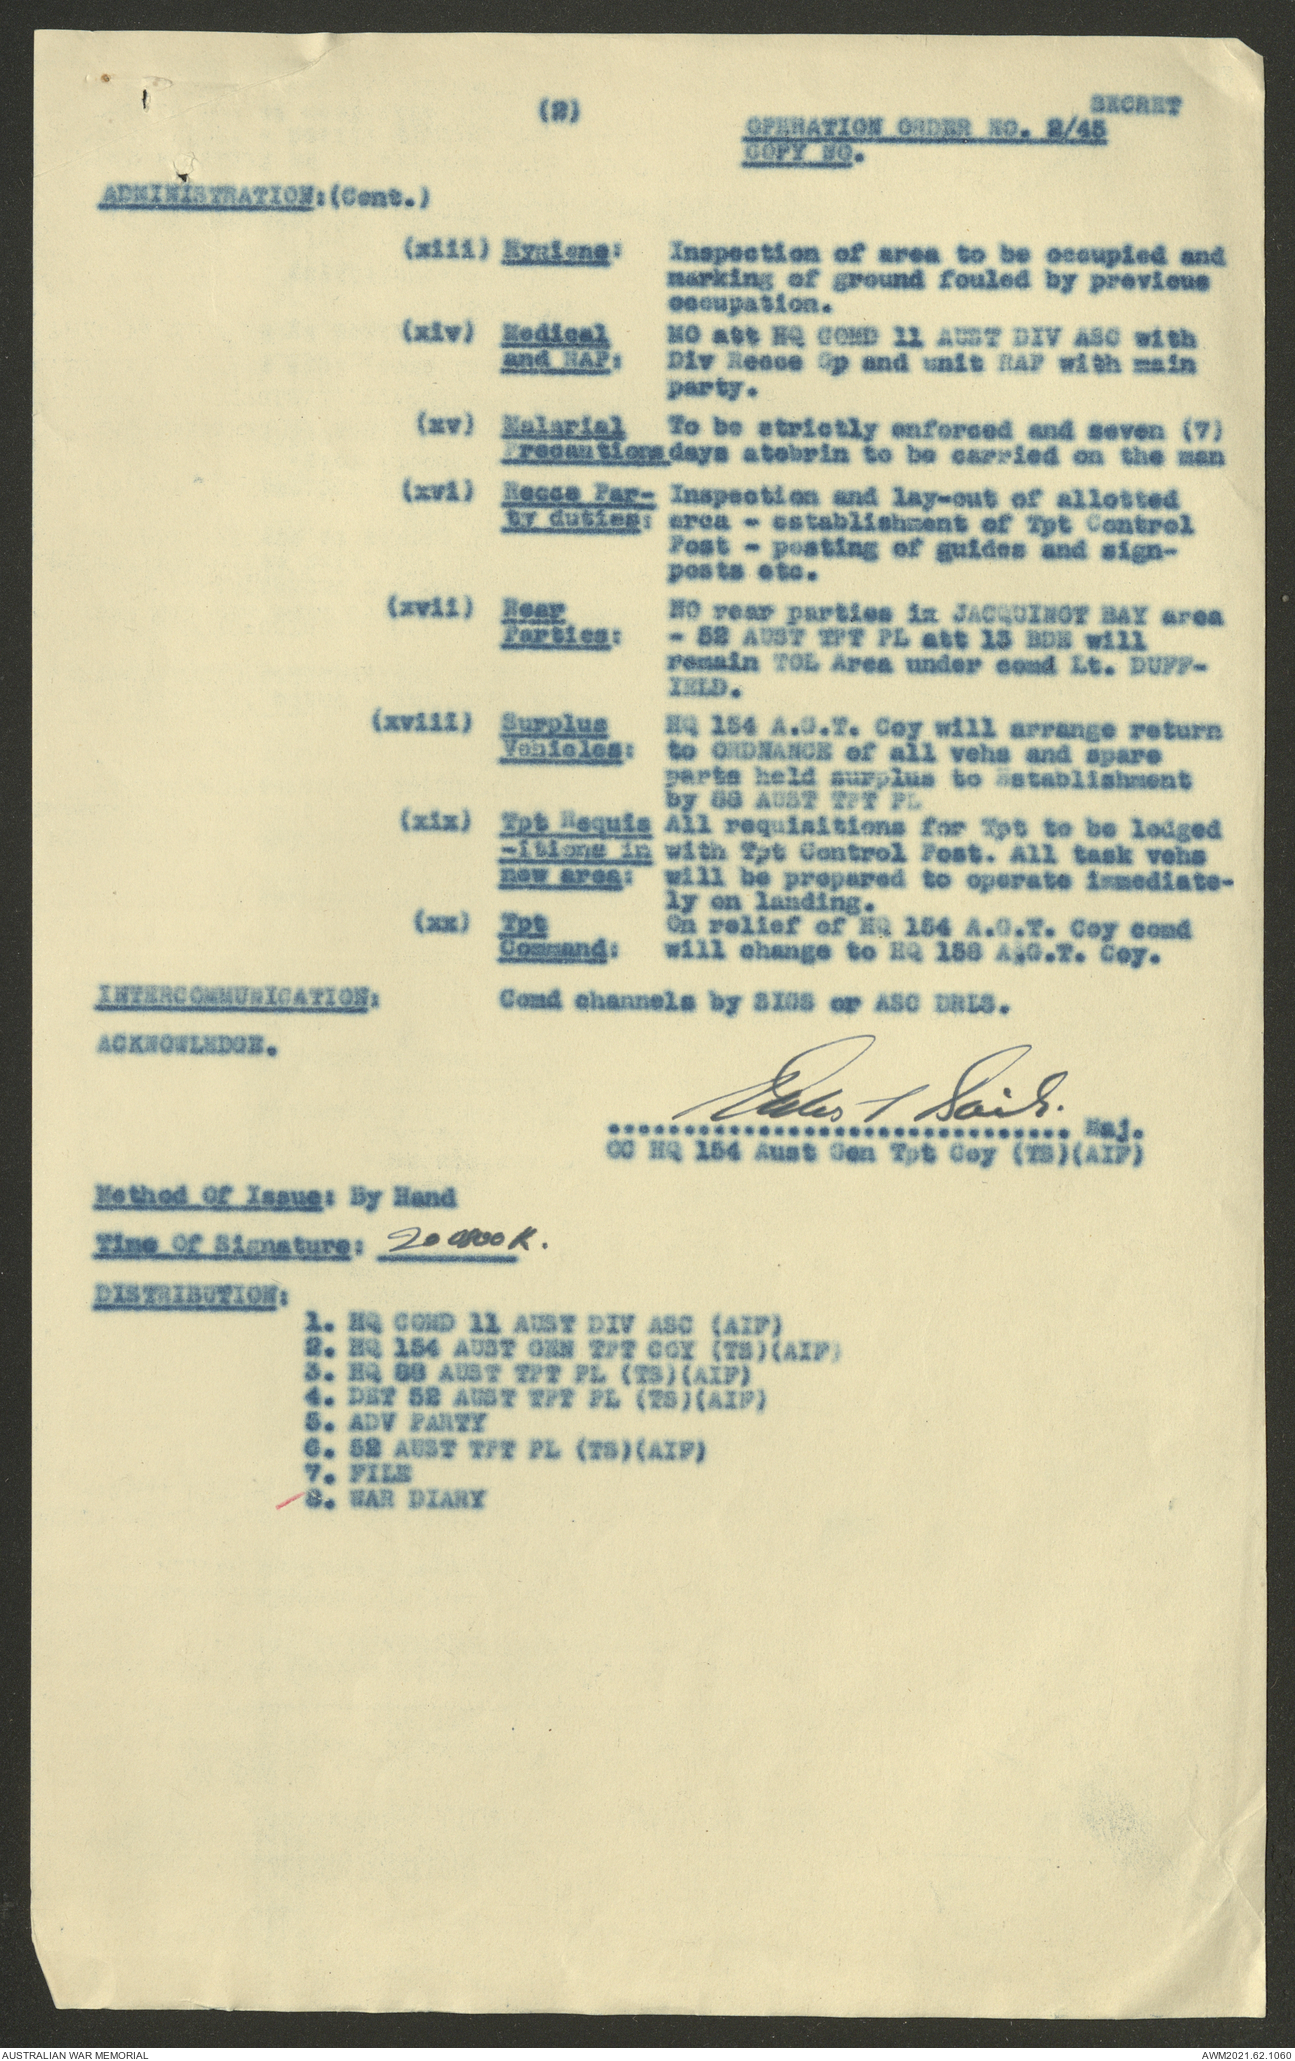 (2)
SECRET
OPERATION ORDER NO. 2/45
COPY NO.
ADMINISTRATION:(Cont.)
(xiii) Hygiene: Inspection of area to be occupied and
marking of ground fouled by previous
occupation.
(xiv) Medical MO att HQ COMD 11 AUST DIV ASC with
and RAP: Div Recce Gp and unit RAP with main
party.
(xv) Malarial To be strictly enforced and seven (7)
Precautions days atebrin to be carried on the man
(xvi) Recce Par- Inspection and lay-out of allotted
ty duties: area - establishment of Tpt Control
Post - posting of guides and sign-
posts etc.
(xvii) Rear NO rear parties in JACQUINOT BAY area
Parties: - 52 AUST TPT PL att 13 BDE will
remain TOL Area under comd Lt. DUFF-
IELD.
(xviii) Surplus HQ 154 A.G.T. Coy will arrange return
Vehicles: to ORDNANCE of all vehs and spare
parts held surplus to Establishment
by 88 AUST TPT PL
(xix) Tpt Requis All requisitions for Tpt to be lodged
-itions in with Tpt Control Post. All task vehs
new area: will be prepared to operate immediate-
ly on landing.
(xx) Tpt On relief of HQ 154 A.G.T. Coy comd
Command: will change to HQ 158 A.G.T. Coy.
INTERCOMMUNICATION: Comd channels by SIGS or ASC DRLS.
ACKNOWLEDGE.
................................ Maj.
OC HQ 154 Aust Gen Tpt Coy (TS)(AIF)
Method Of Issue: By Hand
Time Of Signature: 20 0800 K.
DISTRIBUTION:
1. HQ COMD 11 AUST DIV ASC (AIF)
2. HQ 154 AUST GEN TPT COY (TS)(AIF)
3. HQ 88 AUST TPT PL (TS)(AIF)
4. DET 52 AUST TPT PL (TS)(AIF)
5. ADV PARTY
6. 52 AUST TPT PL (TS)(AIF)
7. FILE
8. WAR DIARY
AUSTRALIAN WAR MEMORIAL
AWM2021.62.1060